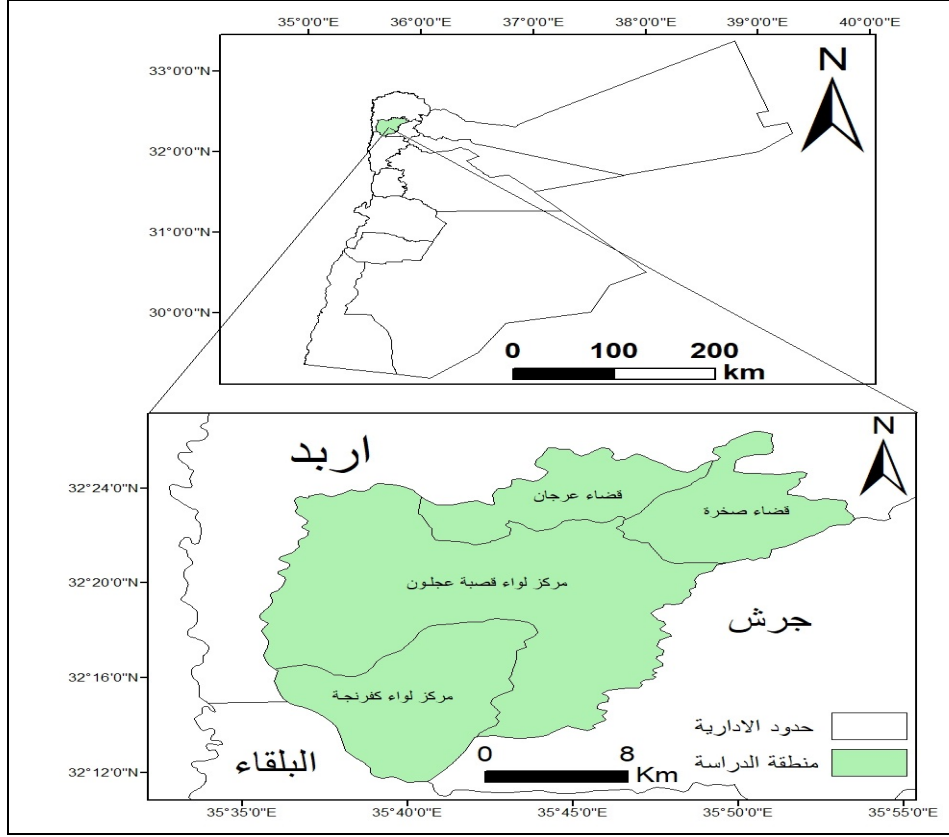 35°0'0"E 36°0'0"E 37°0'0"E 38°0'0"E 39°0'0"E 40°0'0"E
33°0'0"N
32°0'0"N
31°0'0"N
30°0'0"N
N
0 100 200
km
اربد
N
32°24'0"N
32°20'0"N
32°16'0"N
32°12'0"N
قضاء عرجان
قضاء صخرة
مركز لواء قصبة عجلون
جرش
مركز لواء كفرنجة
البلقاء
حدود الادارية
منطقة الدراسة
0 8
Km
35°35'0"E 35°40'0"E 35°45'0"E 35°50'0"E 35°55'0"E